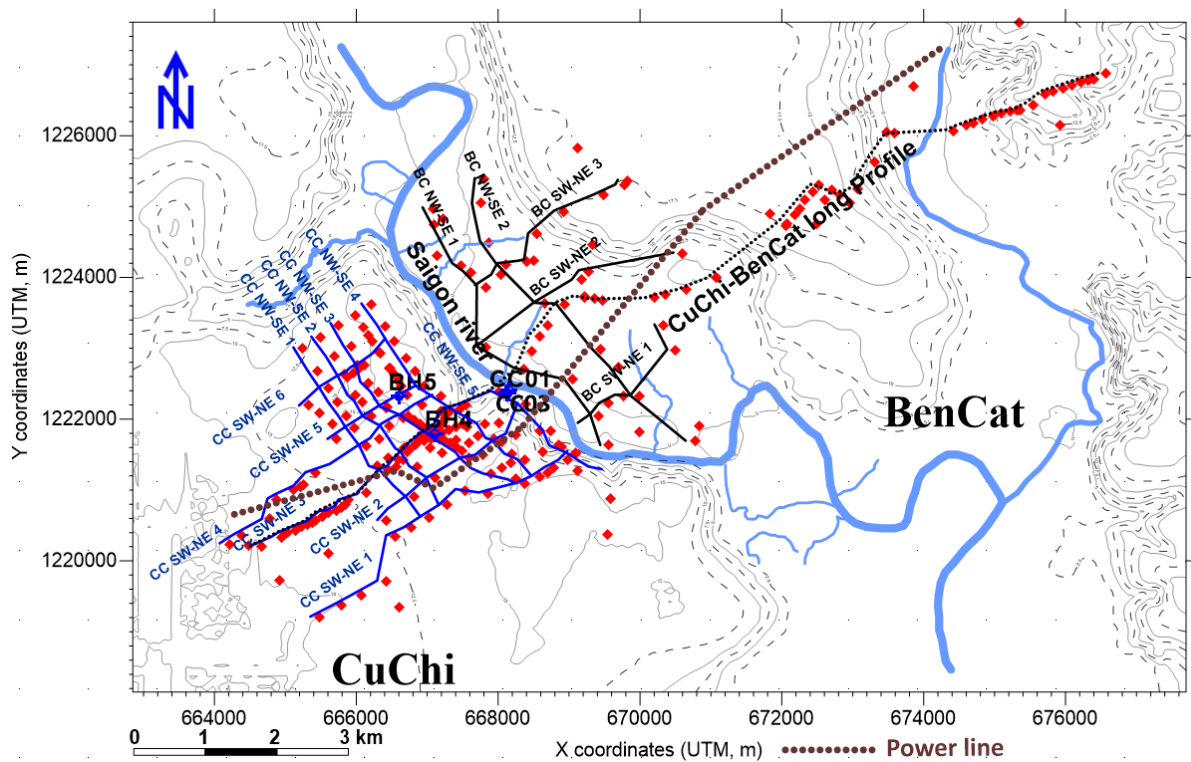 N
1226000
1224000
1222000
1220000
Y coordinates (UTM, m)
BC NW-SE 1
BC NW-SE 2
BC SW-NE 3
BC SW-NE 2
BC SW-NE 1
CuChi-BenCat long Profile
Saigon river
CC NW-SE 4
CC NW-SE 3
CC NW-SE 2
CC NW-SE 1
CC NW-SE 5
CC01
CC03
BH5
BH4
BenCat
CC SW-NE 6
CC SW-NE 5
CC SW-NE 4
CC SW-NE 3
CC SW-NE 2
CC SW-NE 1
CuChi
664000
666000
668000
670000
672000
674000
676000
0 1 2 3 km
X coordinates (UTM, m)
Power line